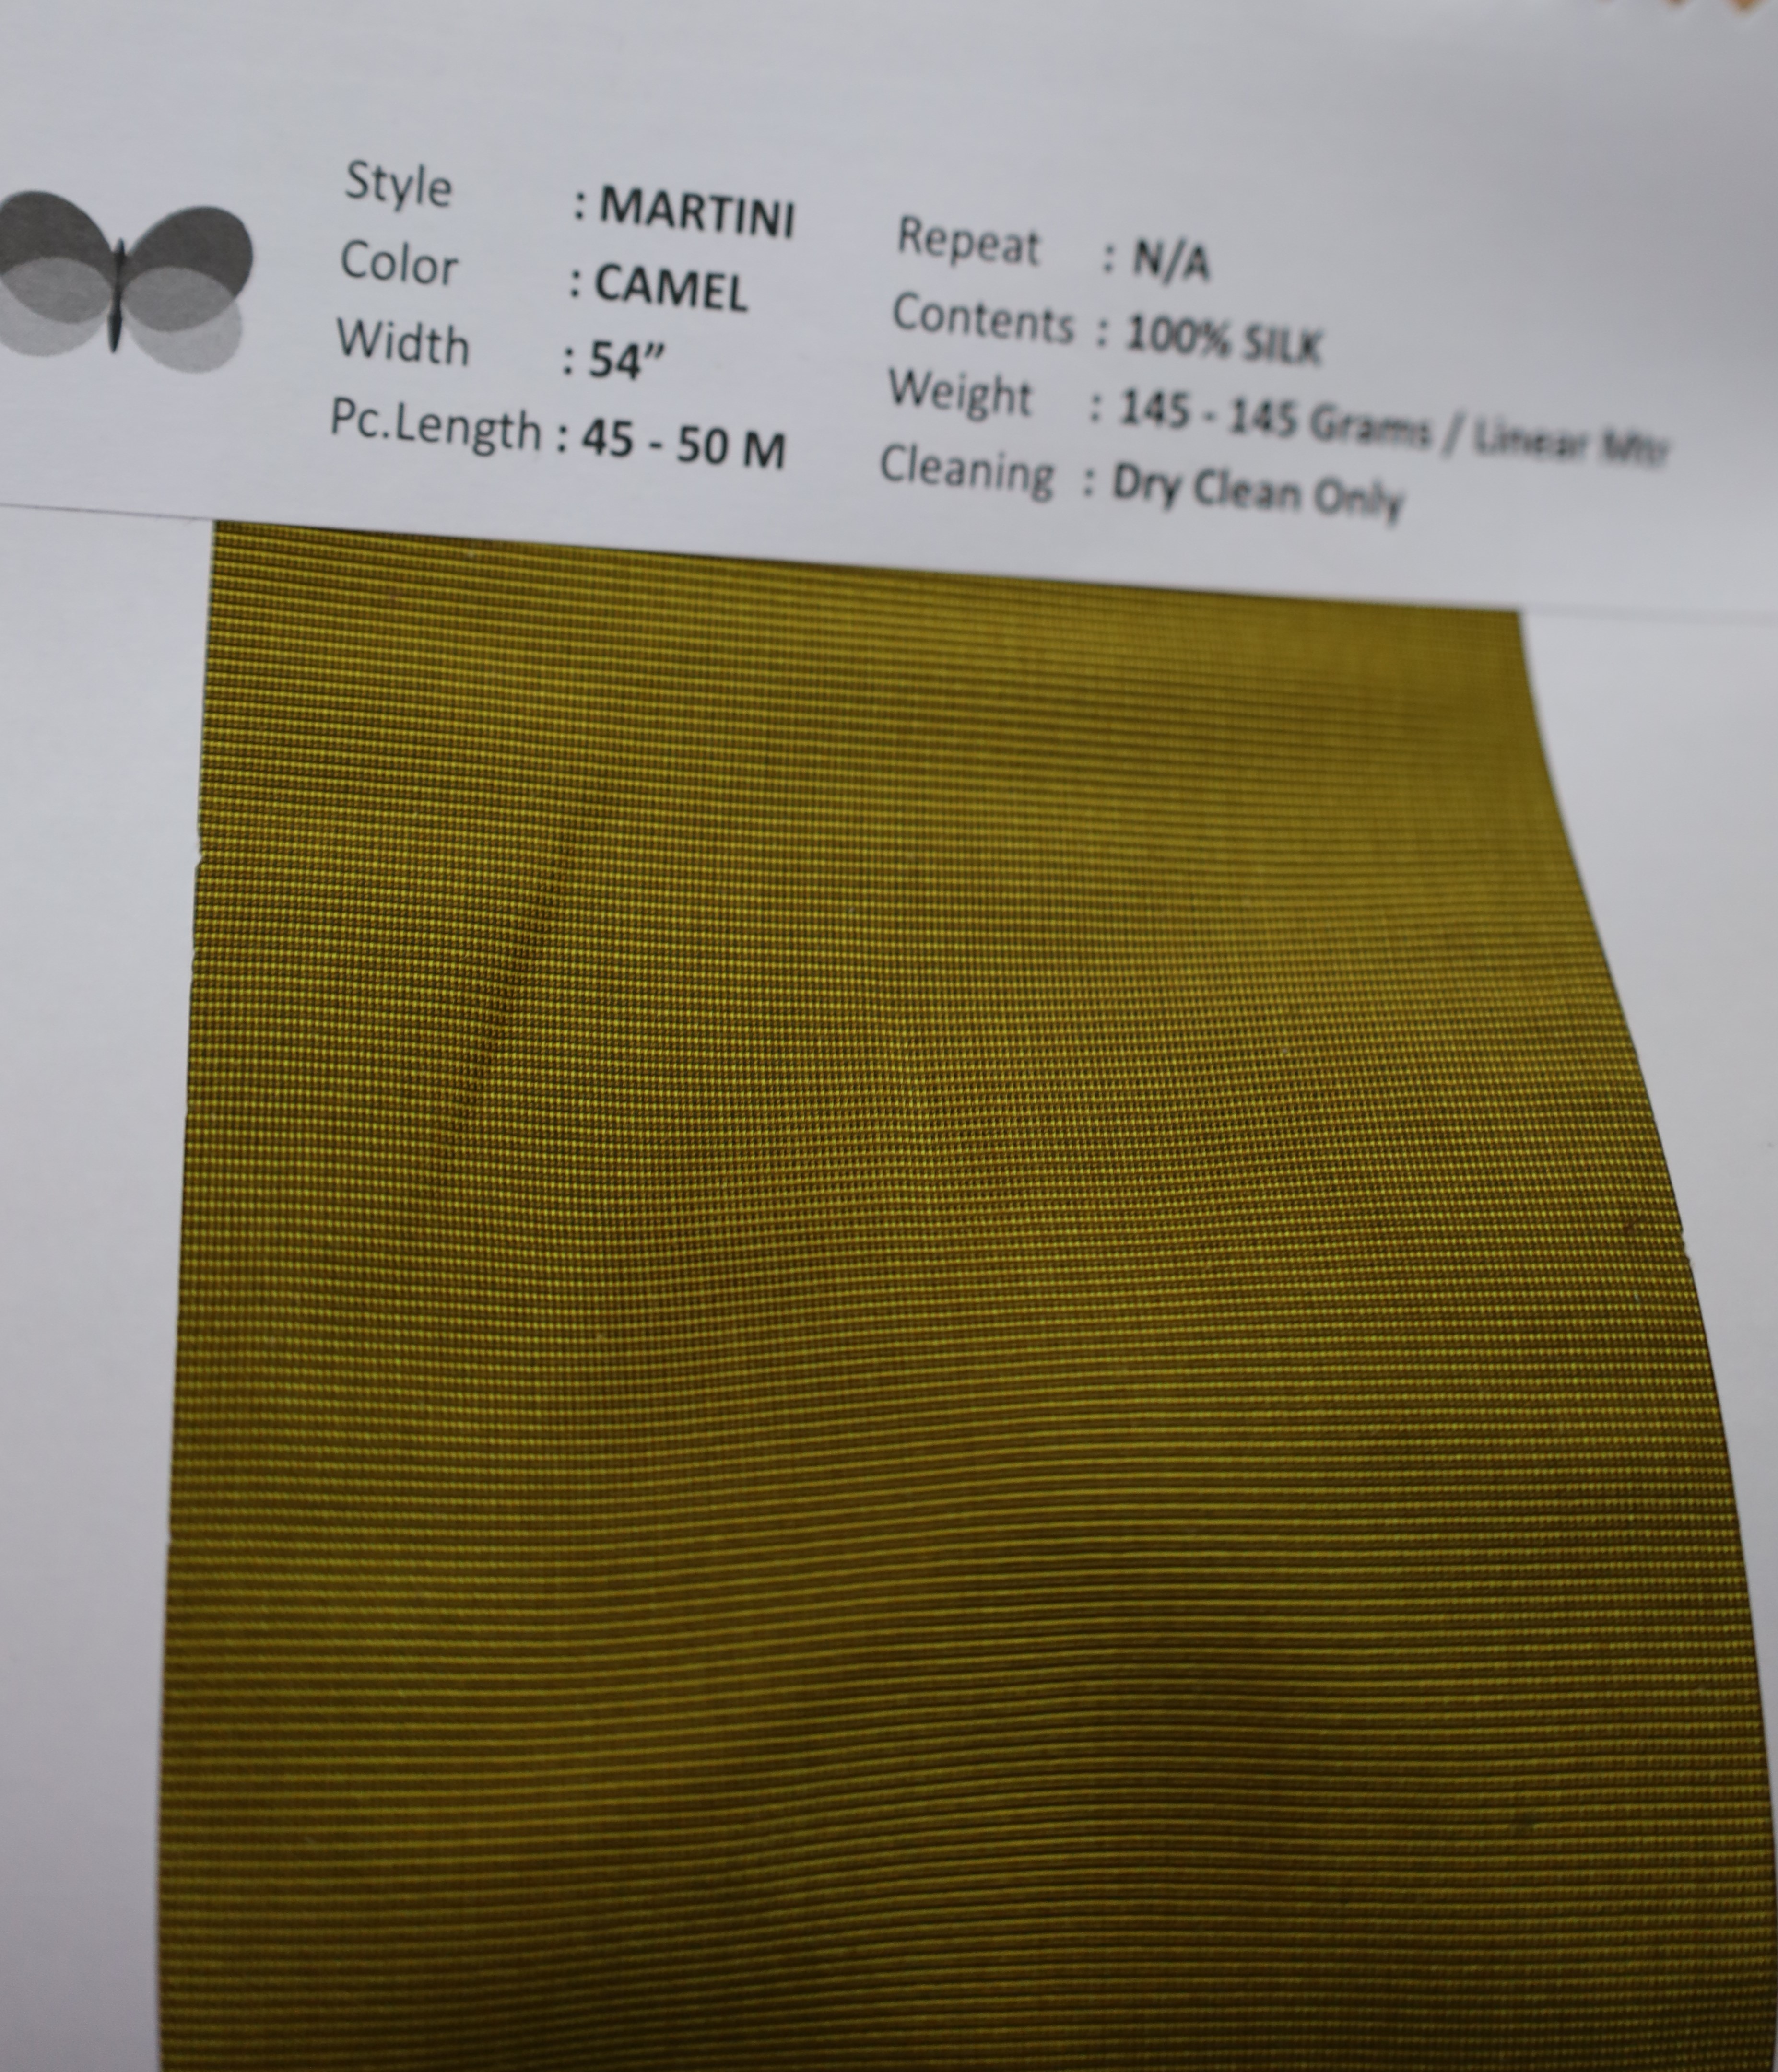 Style : MARTINI
Color : CAMEL
Width : 54”
Pc.Length : 45 - 50 M
Repeat : N/A
Contents : 100% SILK
Weight : 145 - 145 Grams / Linear Mtr
Cleaning : Dry Clean Only